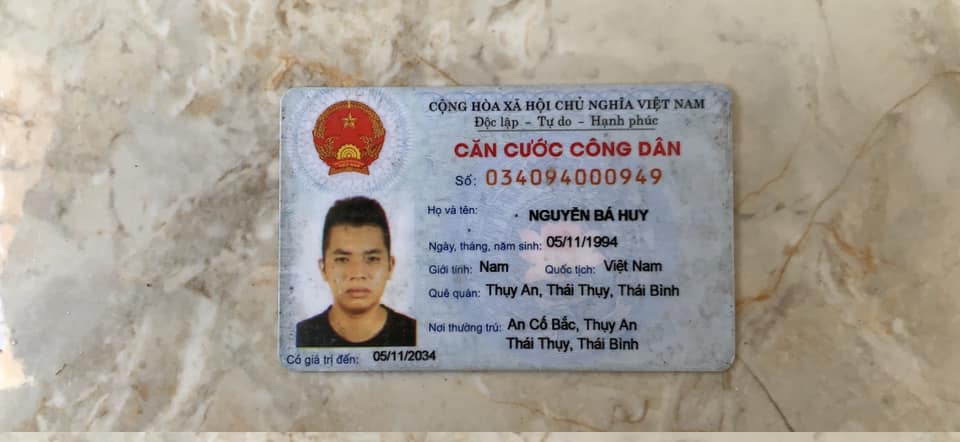 CỘNG HÒA XÃ HỘI CHỦ NGHĨA VIỆT NAM
Độc lập - Tự do - Hạnh phúc
CĂN CƯỚC CÔNG DÂN
Số: 034094000949
Họ và tên: NGUYỄN BÁ HUY
Ngày, tháng, năm sinh: 05/11/1994
Giới tính: Nam Quốc tịch: Việt Nam
Quê quán: Thụy An, Thái Thụy, Thái Bình
Nơi thường trú: An Cố Bắc, Thụy An
Thái Thụy, Thái Bình
Có giá trị đến: 05/11/2034